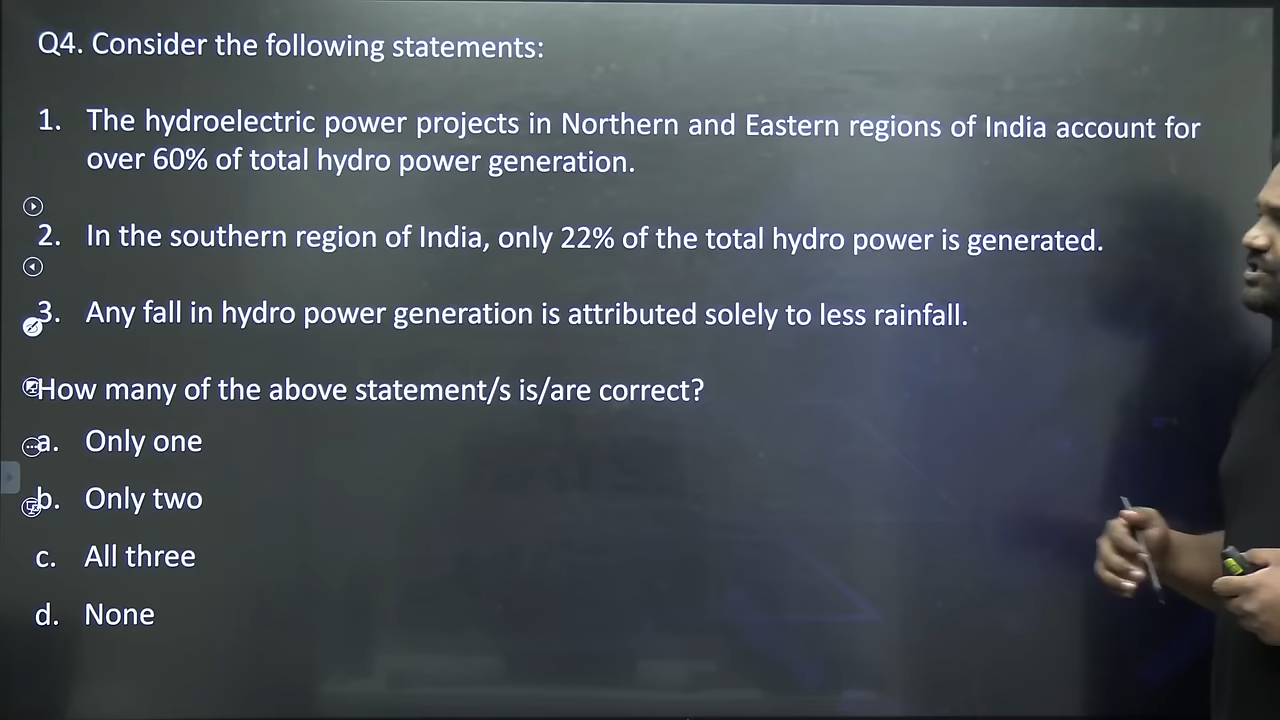 Q4. Consider the following statements:
1. The hydroelectric power projects in Northern and Eastern regions of India account for
over 60% of total hydro power generation.
2. In the southern region of India, only 22% of the total hydro power is generated.
3. Any fall in hydro power generation is attributed solely to less rainfall.
How many of the above statement/s is/are correct?
a. Only one
b. Only two
c. All three
d. None